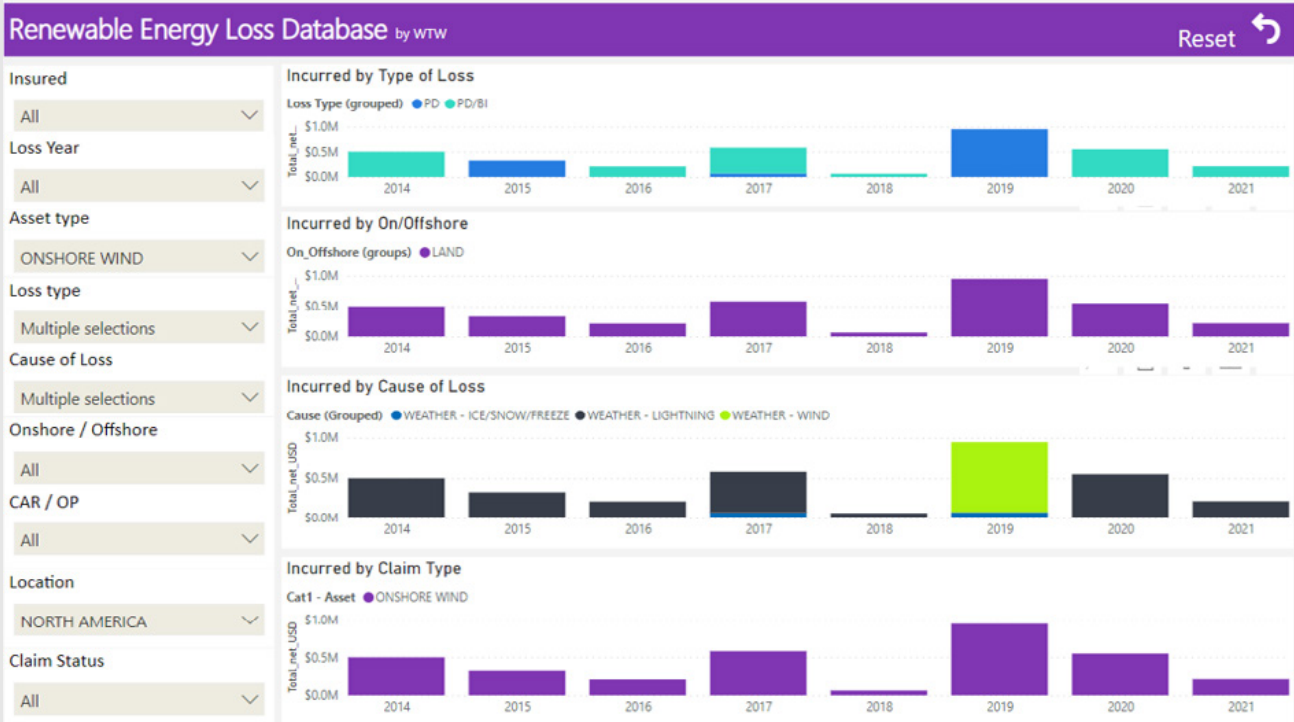 Renewable Energy Loss Database by WTW
Reset
Insured
All
Loss Year
All
Asset type
ONSHORE WIND
Loss type
Multiple selections
Cause of Loss
Multiple selections
Onshore / Offshore
All
CAR / OP
All
Location
NORTH AMERICA
Claim Status
All
Incurred by Type of Loss
Loss Type (grouped) PD PD/BI
Total_net_...
$1.0M
$0.5M
$0.0M
2014 2015 2016 2017 2018 2019 2020 2021
Incurred by On/Offshore
On_Offshore (groups) LAND
Total_net_...
$1.0M
$0.5M
$0.0M
2014 2015 2016 2017 2018 2019 2020 2021
Incurred by Cause of Loss
Cause (Grouped) WEATHER - ICE/SNOW/FREEZE WEATHER - LIGHTNING WEATHER - WIND
Total_net_USD
$1.0M
$0.5M
$0.0M
2014 2015 2016 2017 2018 2019 2020 2021
Incurred by Claim Type
Cat1 - Asset ONSHORE WIND
Total_net_USD
$1.0M
$0.5M
$0.0M
2014 2015 2016 2017 2018 2019 2020 2021